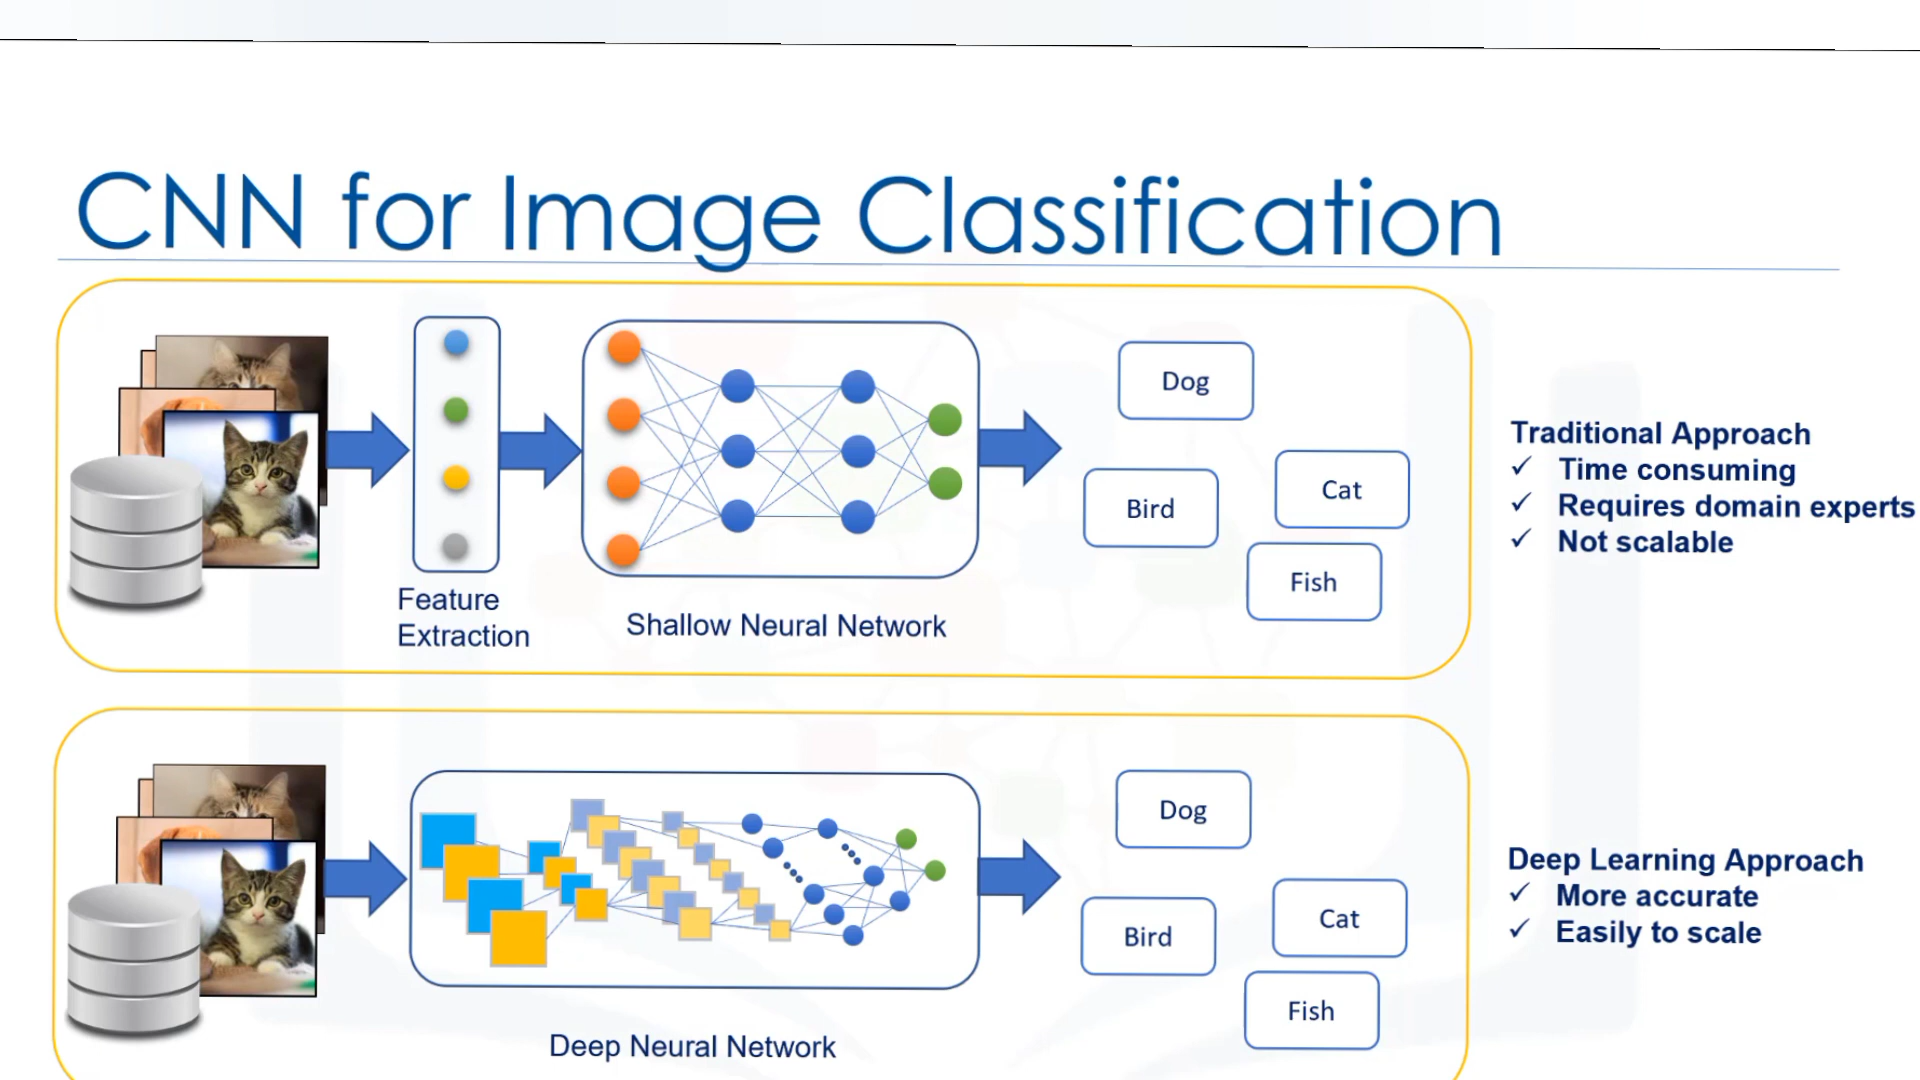 CNN for Image Classification
Dog
Bird
Cat
Fish
Feature
Extraction
Shallow Neural Network
Traditional Approach
✓ Time consuming
✓ Requires domain experts
✓ Not scalable
Dog
Bird
Cat
Fish
Deep Neural Network
Deep Learning Approach
✓ More accurate
✓ Easily to scale